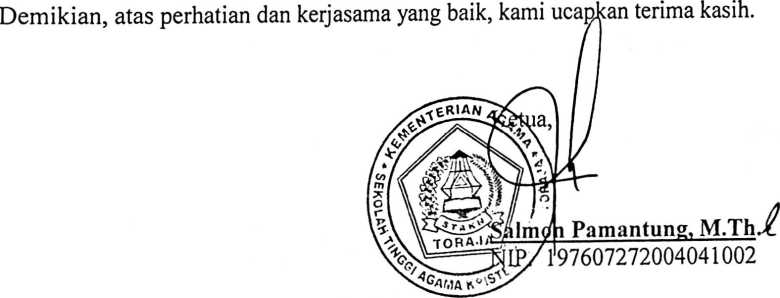 Demikian, atas perhatian dan kerjasama yang baik, kami ucapkan terima kasih.
Ketua,
KEMENTERIAN AGAMA
SEKOLAH TINGGI AGAMA KRISTEN
STAKN
TORAJA
Salmon Pamantung, M.Th.
NIP. 197607272004041002